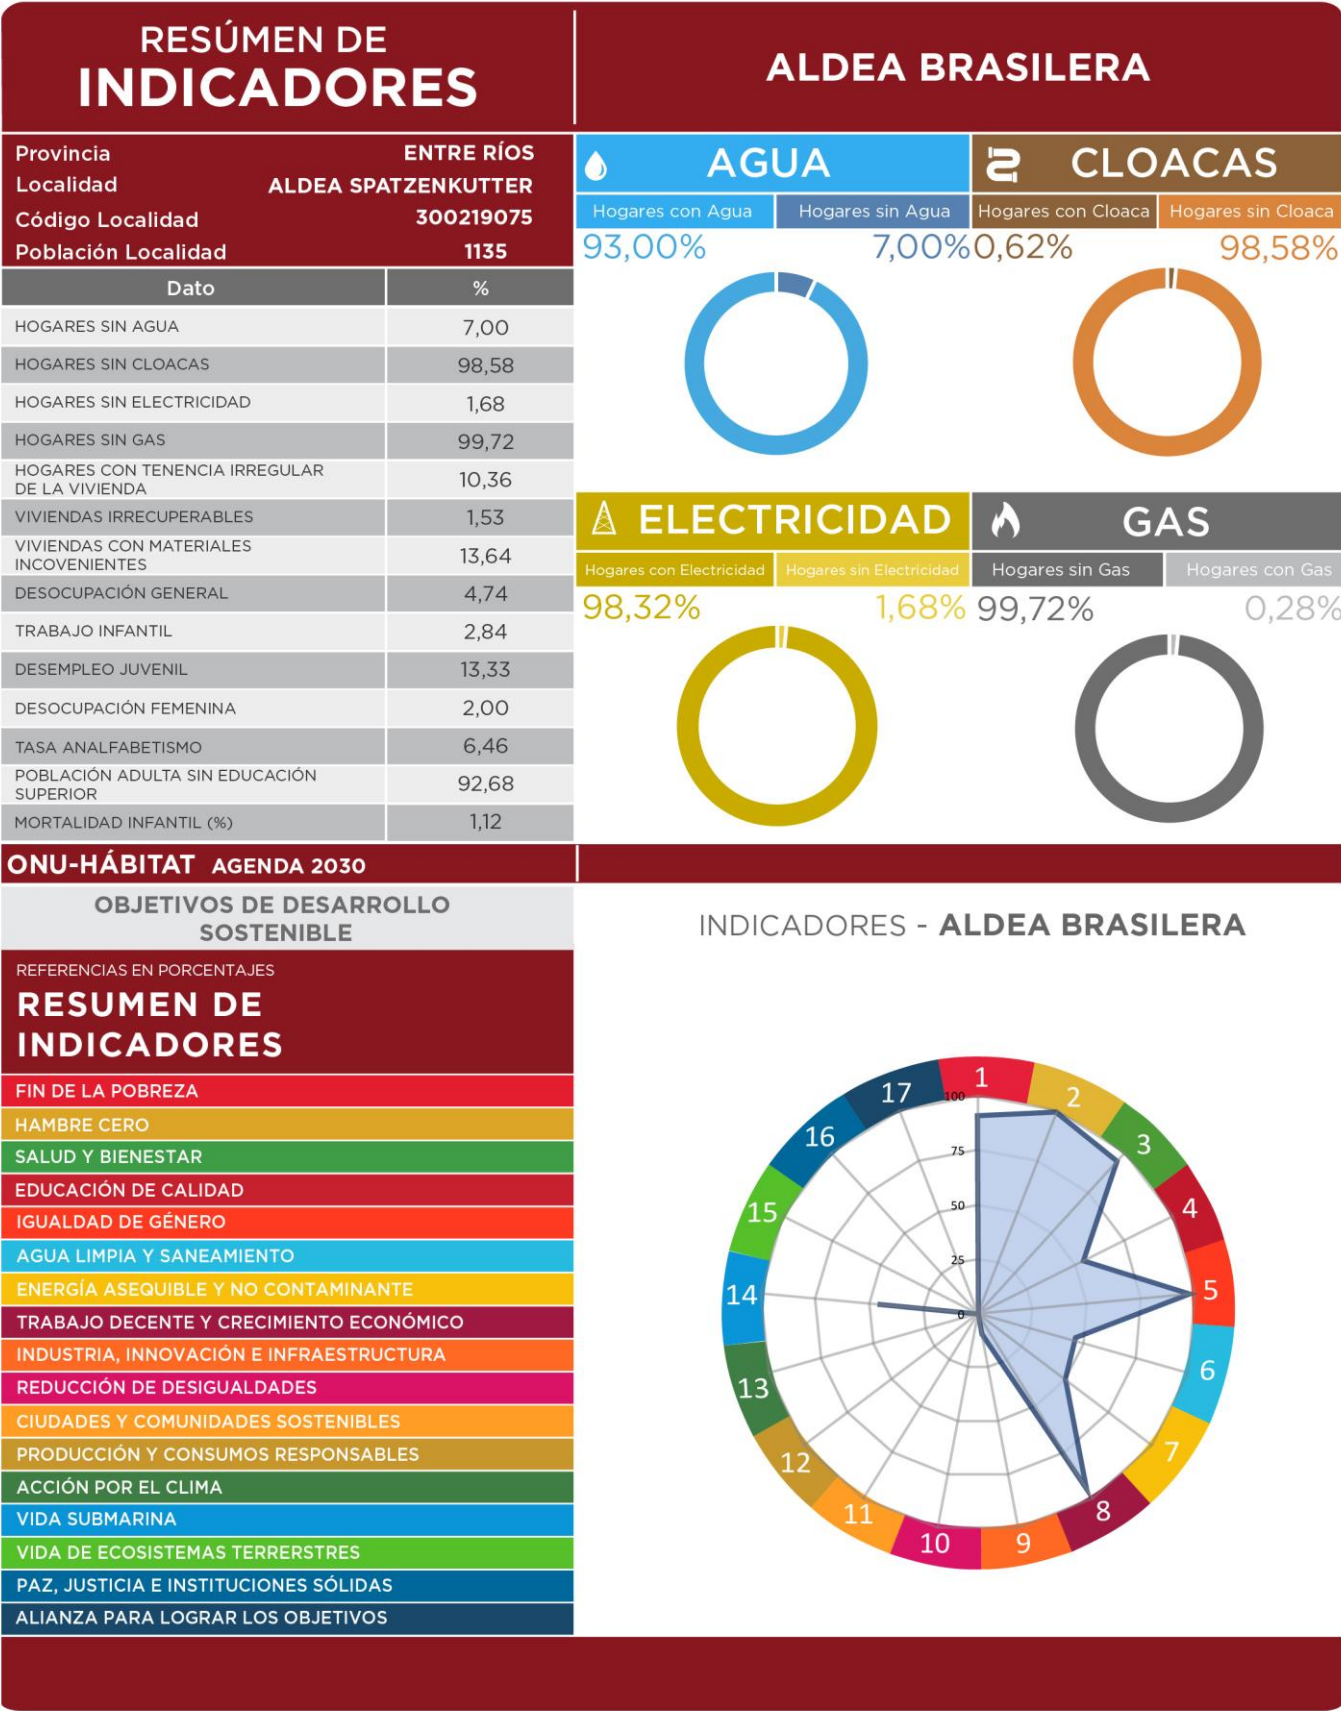 RESÚMEN DE
INDICADORES
ALDEA BRASILERA
Provincia ENTRE RÍOS
Localidad ALDEA SPATZENKUTTER
Código Localidad 300219075
Población Localidad 1135
Dato %
HOGARES SIN AGUA 7,00
HOGARES SIN CLOACAS 98,58
HOGARES SIN ELECTRICIDAD 1,68
HOGARES SIN GAS 99,72
HOGARES CON TENENCIA IRREGULAR
DE LA VIVIENDA 10,36
VIVIENDAS IRRECUPERABLES 1,53
VIVIENDAS CON MATERIALES
INCOVENIENTES 13,64
DESOCUPACIÓN GENERAL 4,74
TRABAJO INFANTIL 2,84
DESEMPLEO JUVENIL 13,33
DESOCUPACIÓN FEMENINA 2,00
TASA ANALFABETISMO 6,46
POBLACIÓN ADULTA SIN EDUCACIÓN
SUPERIOR 92,68
MORTALIDAD INFANTIL (%) 1,12
AGUA
Hogares con Agua Hogares sin Agua
93,00% 7,00%
CLOACAS
Hogares con Cloaca Hogares sin Cloaca
0,62% 98,58%
ELECTRICIDAD
Hogares con Electricidad Hogares sin Electricidad
98,32% 1,68%
GAS
Hogares sin Gas Hogares con Gas
99,72% 0,28%
ONU-HÁBITAT AGENDA 2030
OBJETIVOS DE DESARROLLO
SOSTENIBLE
REFERENCIAS EN PORCENTAJES
RESUMEN DE
INDICADORES
FIN DE LA POBREZA
HAMBRE CERO
SALUD Y BIENESTAR
EDUCACIÓN DE CALIDAD
IGUALDAD DE GÉNERO
AGUA LIMPIA Y SANEAMIENTO
ENERGÍA ASEQUIBLE Y NO CONTAMINANTE
TRABAJO DECENTE Y CRECIMIENTO ECONÓMICO
INDUSTRIA, INNOVACIÓN E INFRAESTRUCTURA
REDUCCIÓN DE DESIGUALDADES
CIUDADES Y COMUNIDADES SOSTENIBLES
PRODUCCIÓN Y CONSUMOS RESPONSABLES
ACCIÓN POR EL CLIMA
VIDA SUBMARINA
VIDA DE ECOSISTEMAS TERRERSTRES
PAZ, JUSTICIA E INSTITUCIONES SÓLIDAS
ALIANZA PARA LOGRAR LOS OBJETIVOS
INDICADORES - ALDEA BRASILERA
1
2
3
4
5
6
7
8
9
10
11
12
13
14
15
16
17
100
75
50
25
0